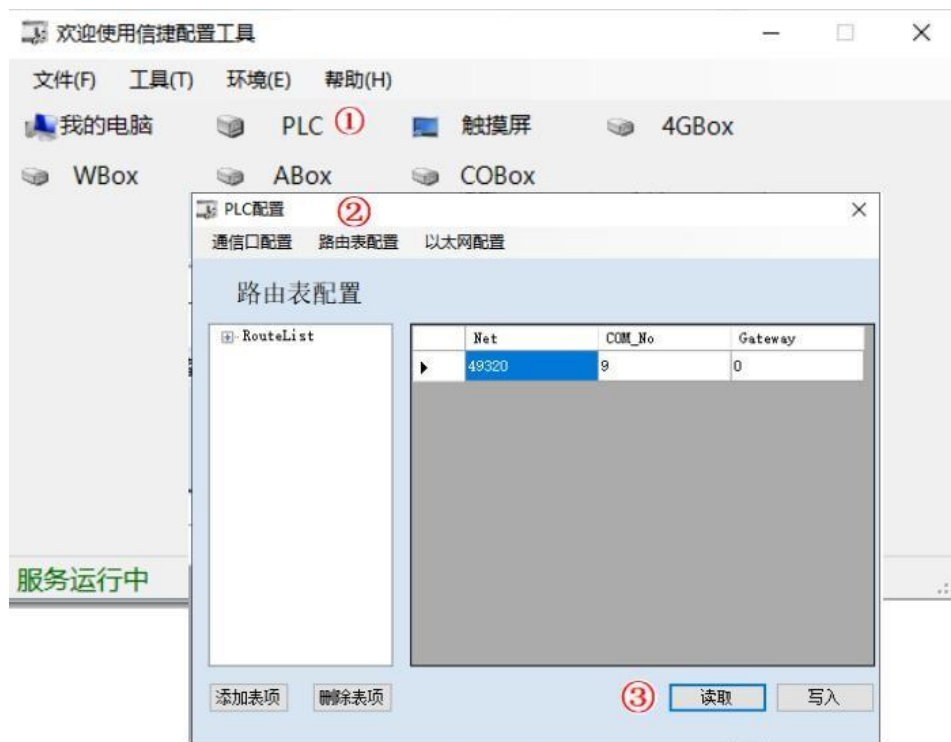 欢迎使用信捷配置工具
文件(F) 工具(T) 环境(E) 帮助(H)
我的电脑 PLC ① 触摸屏 4GBox
WBox ABox COBox
PLC配置 ②
通信口配置 路由表配置 以太网配置
路由表配置
RouteList
Net COM_No Gateway
49320 9 0
服务运行中
添加表项 删除表项 ③ 读取 写入